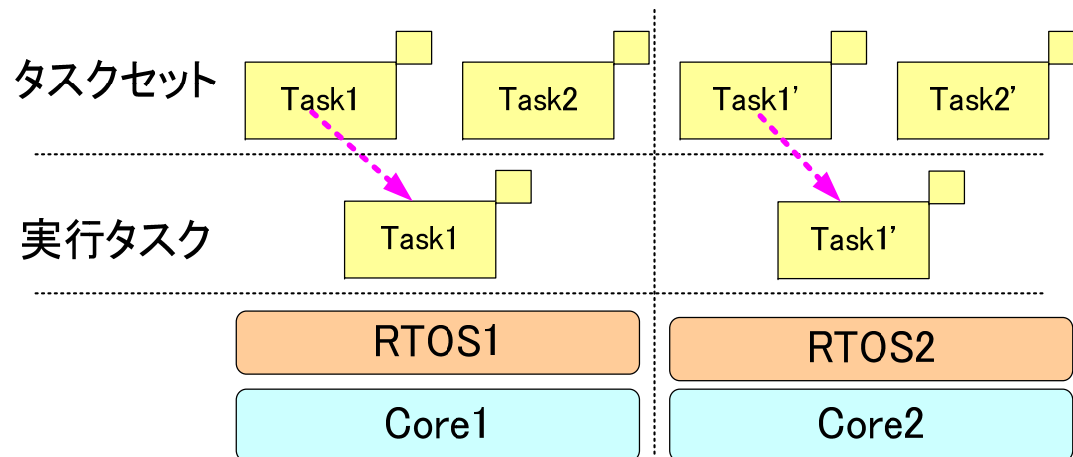 タスクセット
Task1
Task2
Task1’
Task2’
実行タスク
Task1
Task1’
RTOS1
RTOS2
Core1
Core2